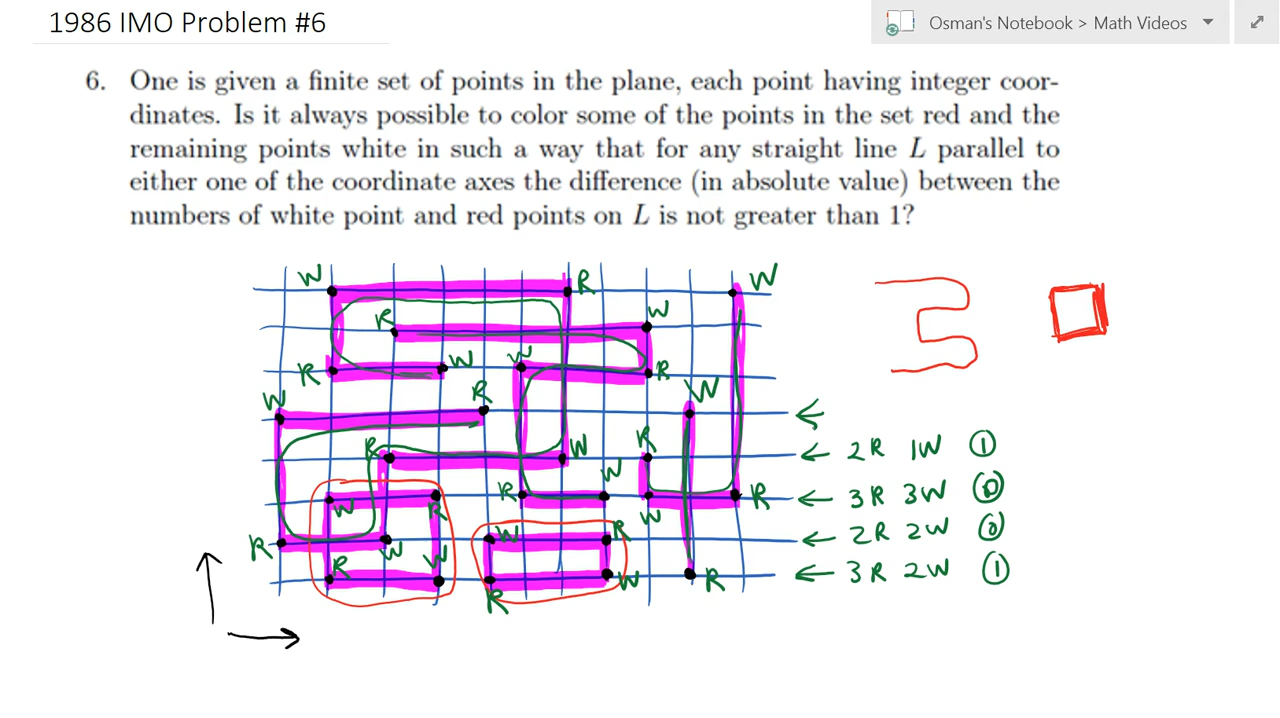 1986 IMO Problem #6
Osman's Notebook > Math Videos
6. One is given a finite set of points in the plane, each point having integer coor-
dinates. Is it always possible to color some of the points in the set red and the
remaining points white in such a way that for any straight line L parallel to
either one of the coordinate axes the difference (in absolute value) between the
numbers of white point and red points on L is not greater than 1?
W R W
R W
R W W R
W R W
R W R 2R 1W 1
W R R W W R 3R 3W 0
R W W W R 2R 2W 0
R R W R 3R 2W 1